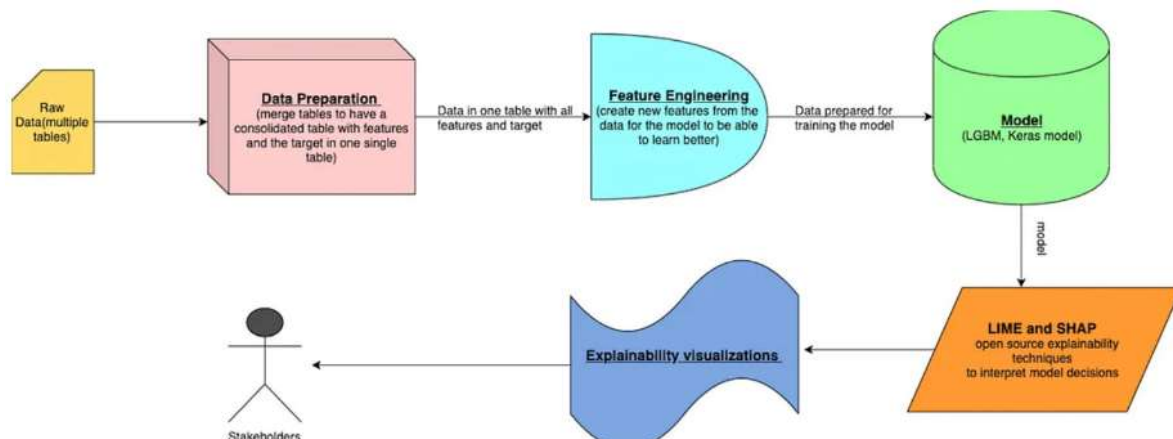 Raw
Data(multiple
tables)
Data Preparation
(merge tables to have a
consolidated table with features
and the target in one single
table)
Data in one table with all
features and target
Feature Engineering
(create new features from the
data for the model to be able
to learn better)
Data prepared for
training the model
Model
(LGBM, Keras model)
model
LIME and SHAP
open source explainability
techniques
to interpret model decisions
Explainability visualizations
Stakeholders